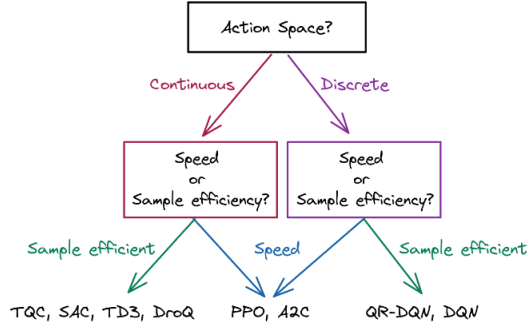 Action Space?
Continuous
Discrete
Speed
or
Sample efficiency?
Speed
or
Sample efficiency?
Sample efficient
Speed
Sample efficient
TQC, SAC, TD3, DroQ
PPO, A2C
QR-DQN, DQN